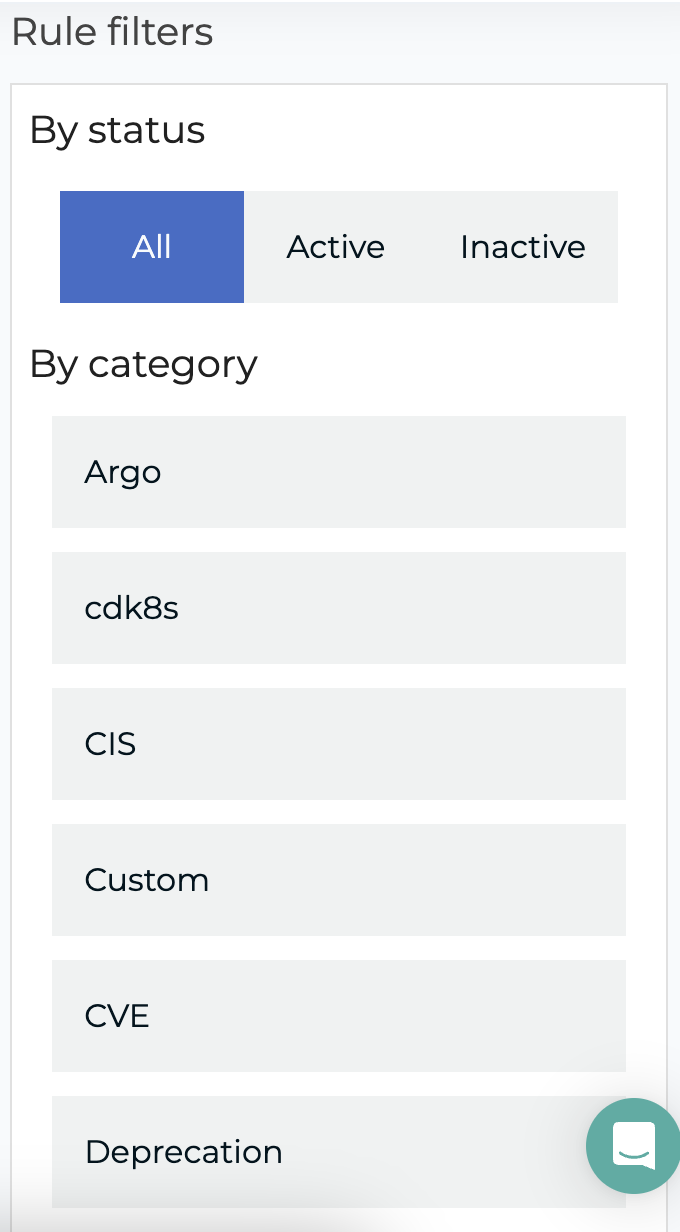 Rule filters
By status
All Active Inactive
By category
Argo
cdk8s
CIS
Custom
CVE
Deprecation